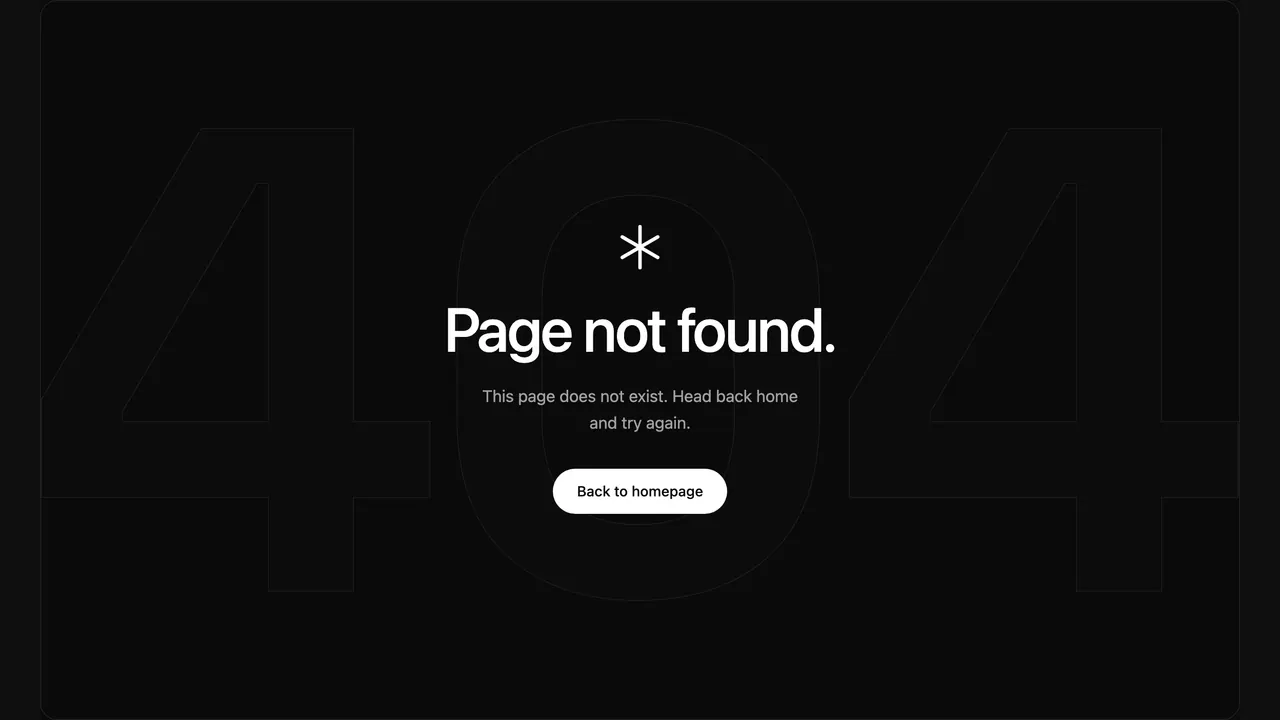 404
Page not found.
This page does not exist. Head back home
and try again.
Back to homepage